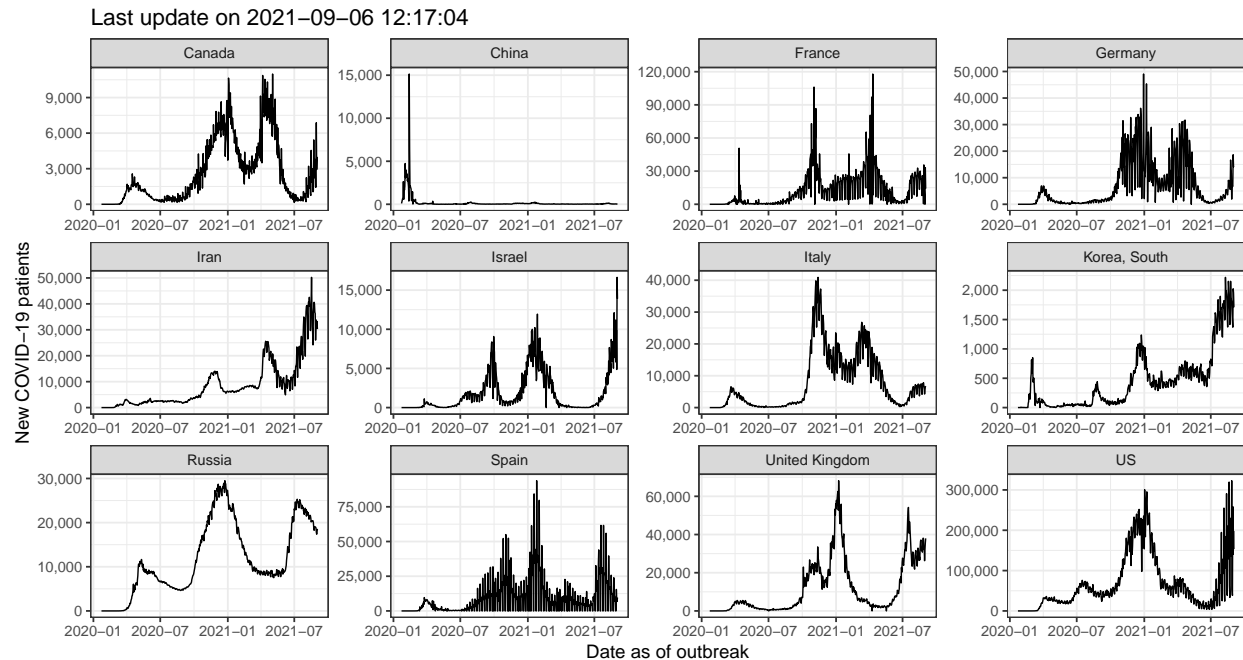 Last update on 2021−09−06 12:17:04
Canada
China
France
Germany
9,000
6,000
3,000
0
15,000
10,000
5,000
0
120,000
90,000
60,000
30,000
0
50,000
40,000
30,000
20,000
10,000
0
2020−01 2020−07 2021−01 2021−07
2020−01 2020−07 2021−01 2021−07
2020−01 2020−07 2021−01 2021−07
2020−01 2020−07 2021−01 2021−07
Iran
Israel
Italy
Korea, South
50,000
40,000
30,000
20,000
10,000
0
15,000
10,000
5,000
0
40,000
30,000
20,000
10,000
0
2,000
1,500
1,000
500
0
2020−01 2020−07 2021−01 2021−07
2020−01 2020−07 2021−01 2021−07
2020−01 2020−07 2021−01 2021−07
2020−01 2020−07 2021−01 2021−07
Russia
Spain
United Kingdom
US
30,000
20,000
10,000
0
75,000
50,000
25,000
0
60,000
40,000
20,000
0
300,000
200,000
100,000
0
2020−01 2020−07 2021−01 2021−07
2020−01 2020−07 2021−01 2021−07
2020−01 2020−07 2021−01 2021−07
2020−01 2020−07 2021−01 2021−07
New COVID−19 patients
Date as of outbreak